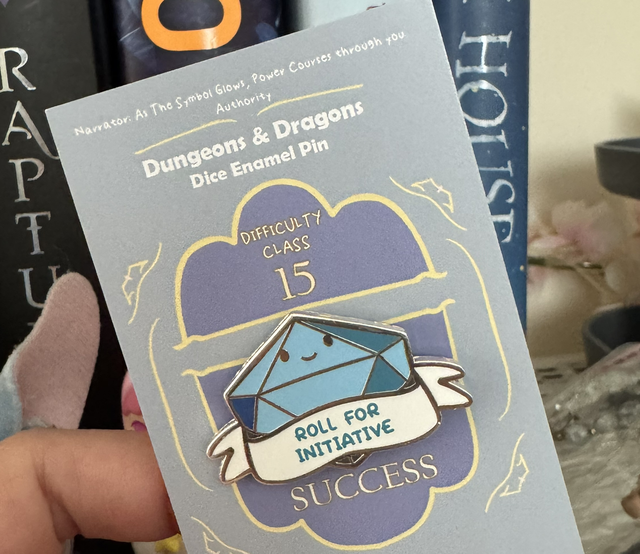 Narrator: As The Symbol Glows, Power Courses through you
Authority
Dungeons & Dragons
Dice Enamel Pin
DIFFICULTY
CLASS
15
ROLL FOR
INITIATIVE
SUCCESS
RAPTU
HOUSE